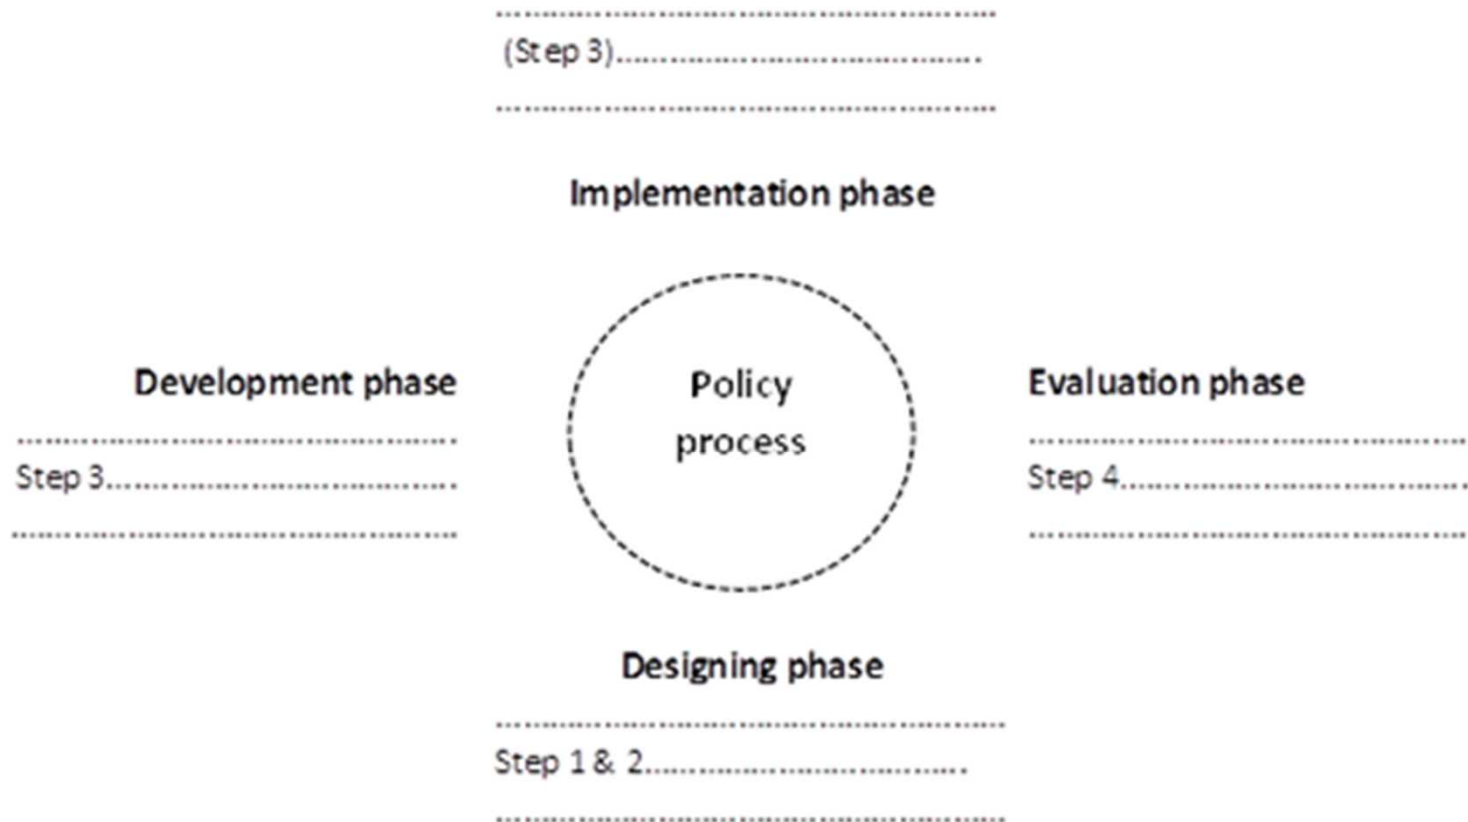 (Step 3)
Implementation phase
Policy
process
Development phase
Step 3
Evaluation phase
Step 4
Designing phase
Step 1 & 2